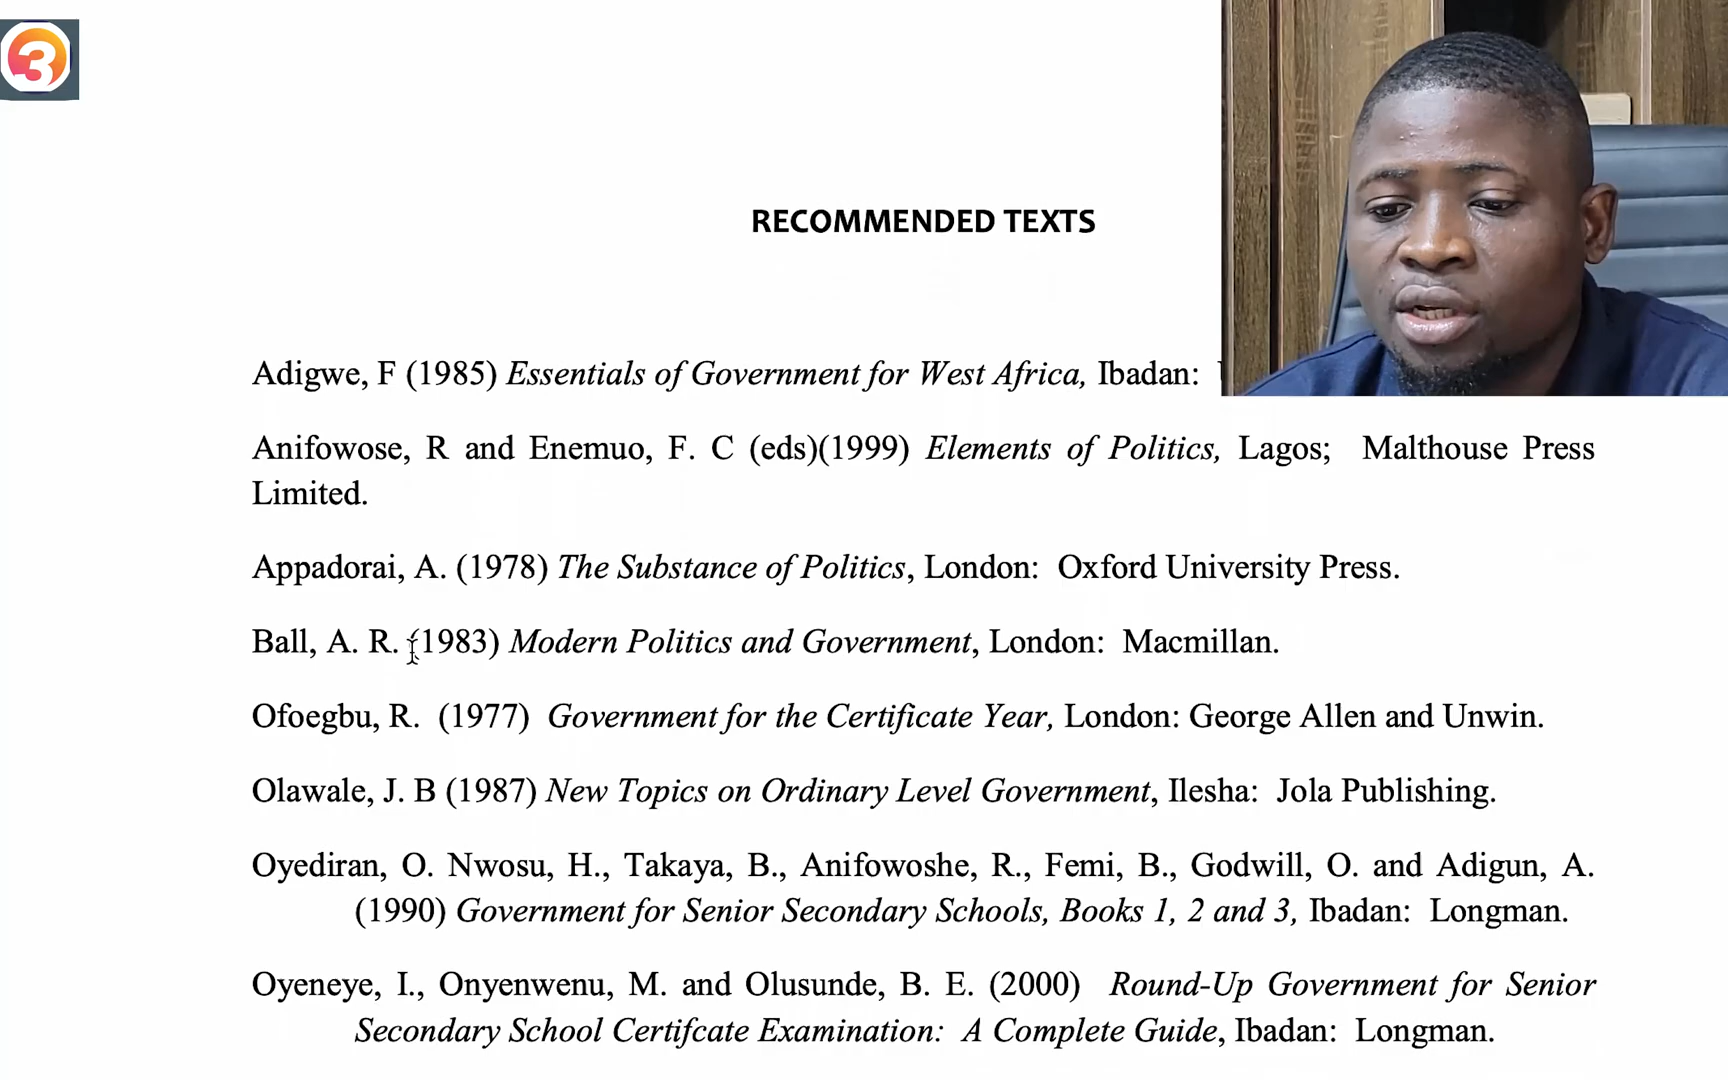 3
RECOMMENDED TEXTS
Adigwe, F (1985) Essentials of Government for West Africa, Ibadan:
Anifowose, R and Enemuo, F. C (eds)(1999) Elements of Politics, Lagos; Malthouse Press
Limited.
Appadorai, A. (1978) The Substance of Politics, London: Oxford University Press.
Ball, A. R. (1983) Modern Politics and Government, London: Macmillan.
Ofoegbu, R. (1977) Government for the Certificate Year, London: George Allen and Unwin.
Olawale, J. B (1987) New Topics on Ordinary Level Government, Ilesha: Jola Publishing.
Oyediran, O. Nwosu, H., Takaya, B., Anifowoshe, R., Femi, B., Godwill, O. and Adigun, A.
(1990) Government for Senior Secondary Schools, Books 1, 2 and 3, Ibadan: Longman.
Oyeneye, I., Onyenwenu, M. and Olusunde, B. E. (2000) Round-Up Government for Senior
Secondary School Certifcate Examination: A Complete Guide, Ibadan: Longman.